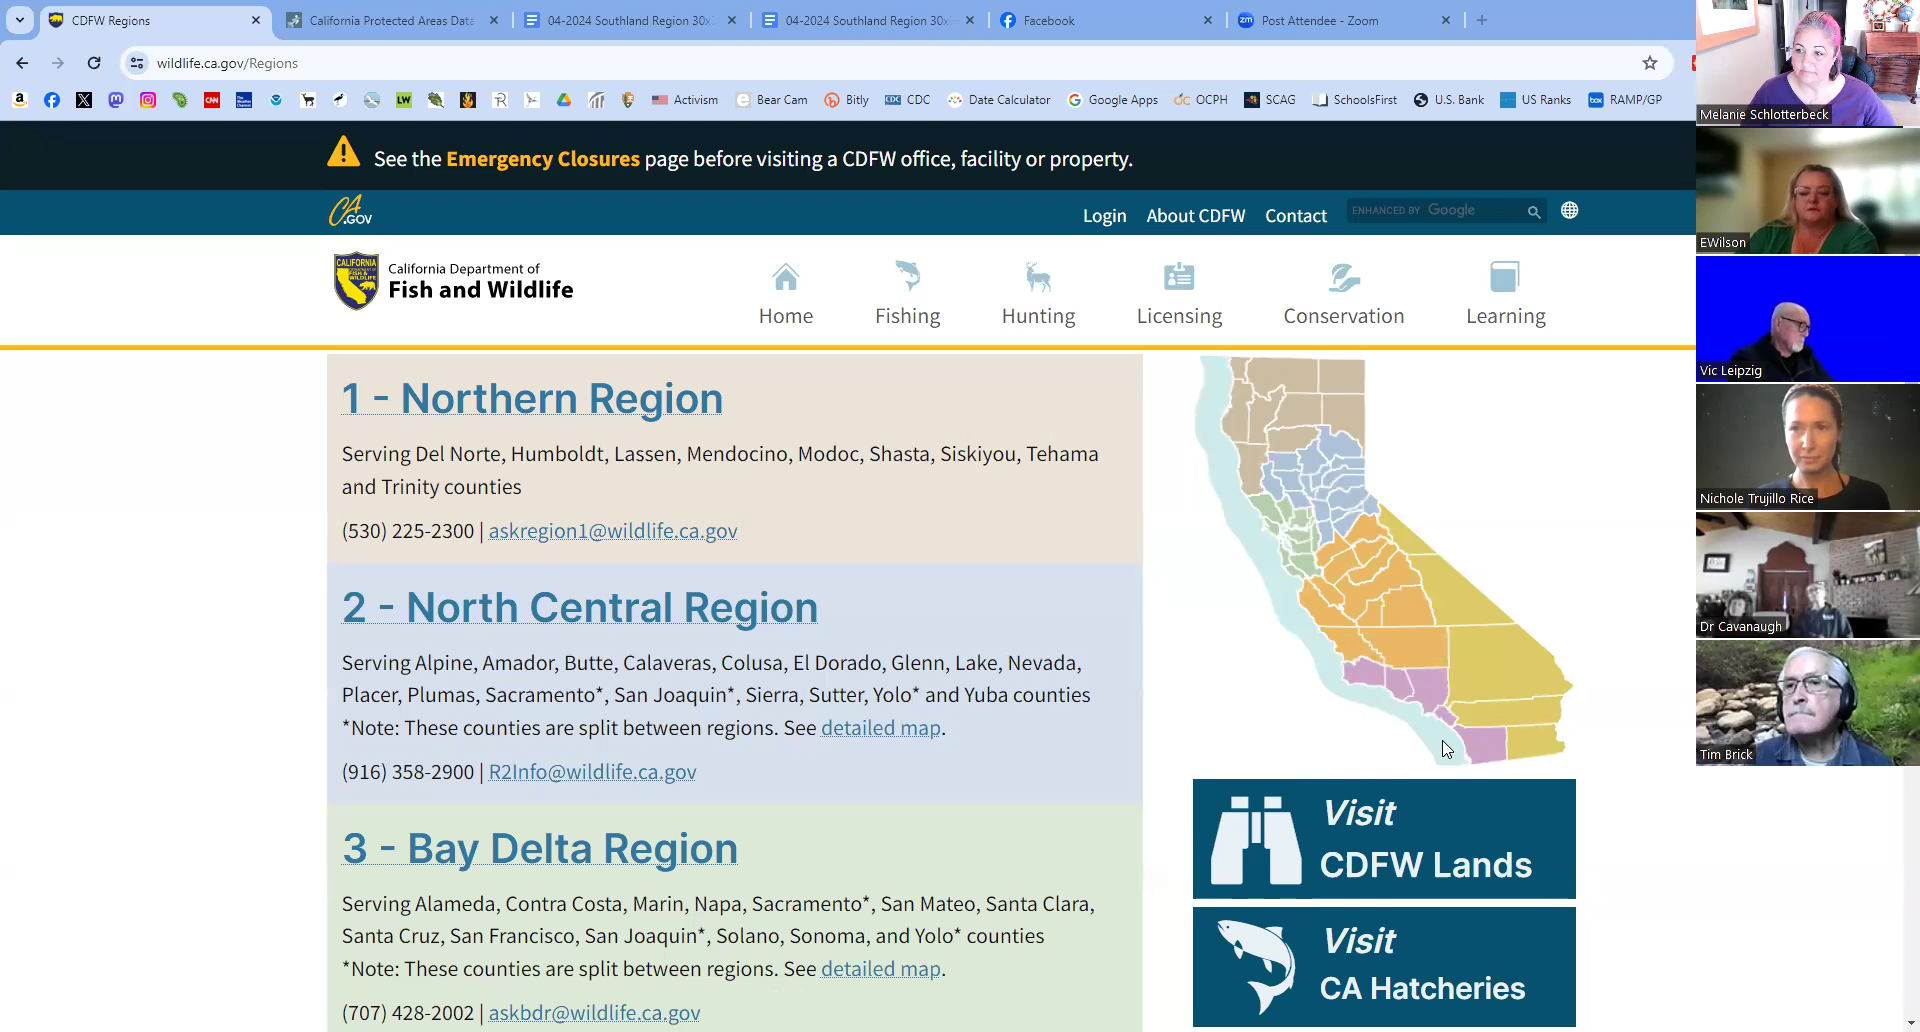 CDFW Regions
California Protected Areas Data
04-2024 Southland Region 30x
04-2024 Southland Region 30x
Facebook
Post Attendee - Zoom
wildlife.ca.gov/Regions
Activism
Bear Cam
Bitly
CDC
Date Calculator
Google Apps
OCPH
SCAG
SchoolsFirst
U.S. Bank
US Ranks
RAMP/GP
See the Emergency Closures page before visiting a CDFW office, facility or property.
CA.GOV
Login
About CDFW
Contact
ENHANCED BY Google
CALIFORNIA
California Department of
Fish and Wildlife
Home
Fishing
Hunting
Licensing
Conservation
Learning
1 - Northern Region
Serving Del Norte, Humboldt, Lassen, Mendocino, Modoc, Shasta, Siskiyou, Tehama
and Trinity counties
(530) 225-2300 | askregion1@wildlife.ca.gov
2 - North Central Region
Serving Alpine, Amador, Butte, Calaveras, Colusa, El Dorado, Glenn, Lake, Nevada,
Placer, Plumas, Sacramento*, San Joaquin*, Sierra, Sutter, Yolo* and Yuba counties
*Note: These counties are split between regions. See detailed map.
(916) 358-2900 | R2Info@wildlife.ca.gov
3 - Bay Delta Region
Serving Alameda, Contra Costa, Marin, Napa, Sacramento*, San Mateo, Santa Clara,
Santa Cruz, San Francisco, San Joaquin*, Solano, Sonoma, and Yolo* counties
*Note: These counties are split between regions. See detailed map.
(707) 428-2002 | askbdr@wildlife.ca.gov
Visit
CDFW Lands
Visit
CA Hatcheries
Melanie Schlotterbeck
EWilson
Vic Leipzig
Nichole Trujillo Rice
Dr Cavanaugh
Tim Brick